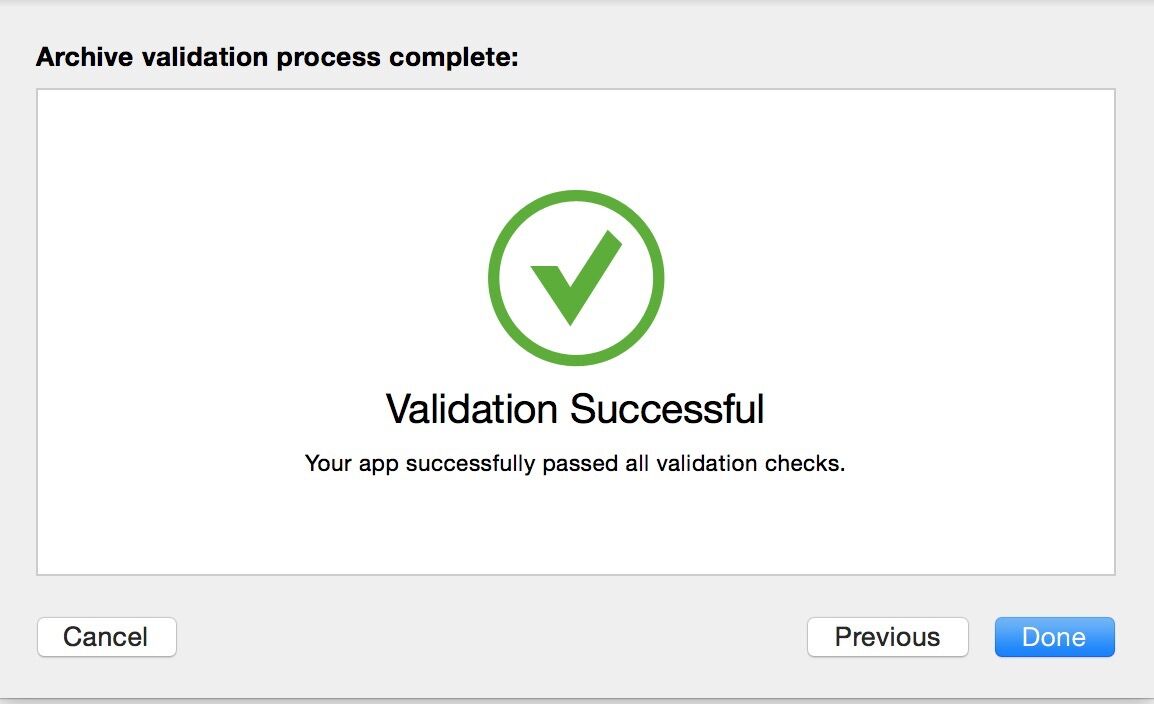 Archive validation process complete:
Validation Successful
Your app successfully passed all validation checks.
Cancel
Previous
Done